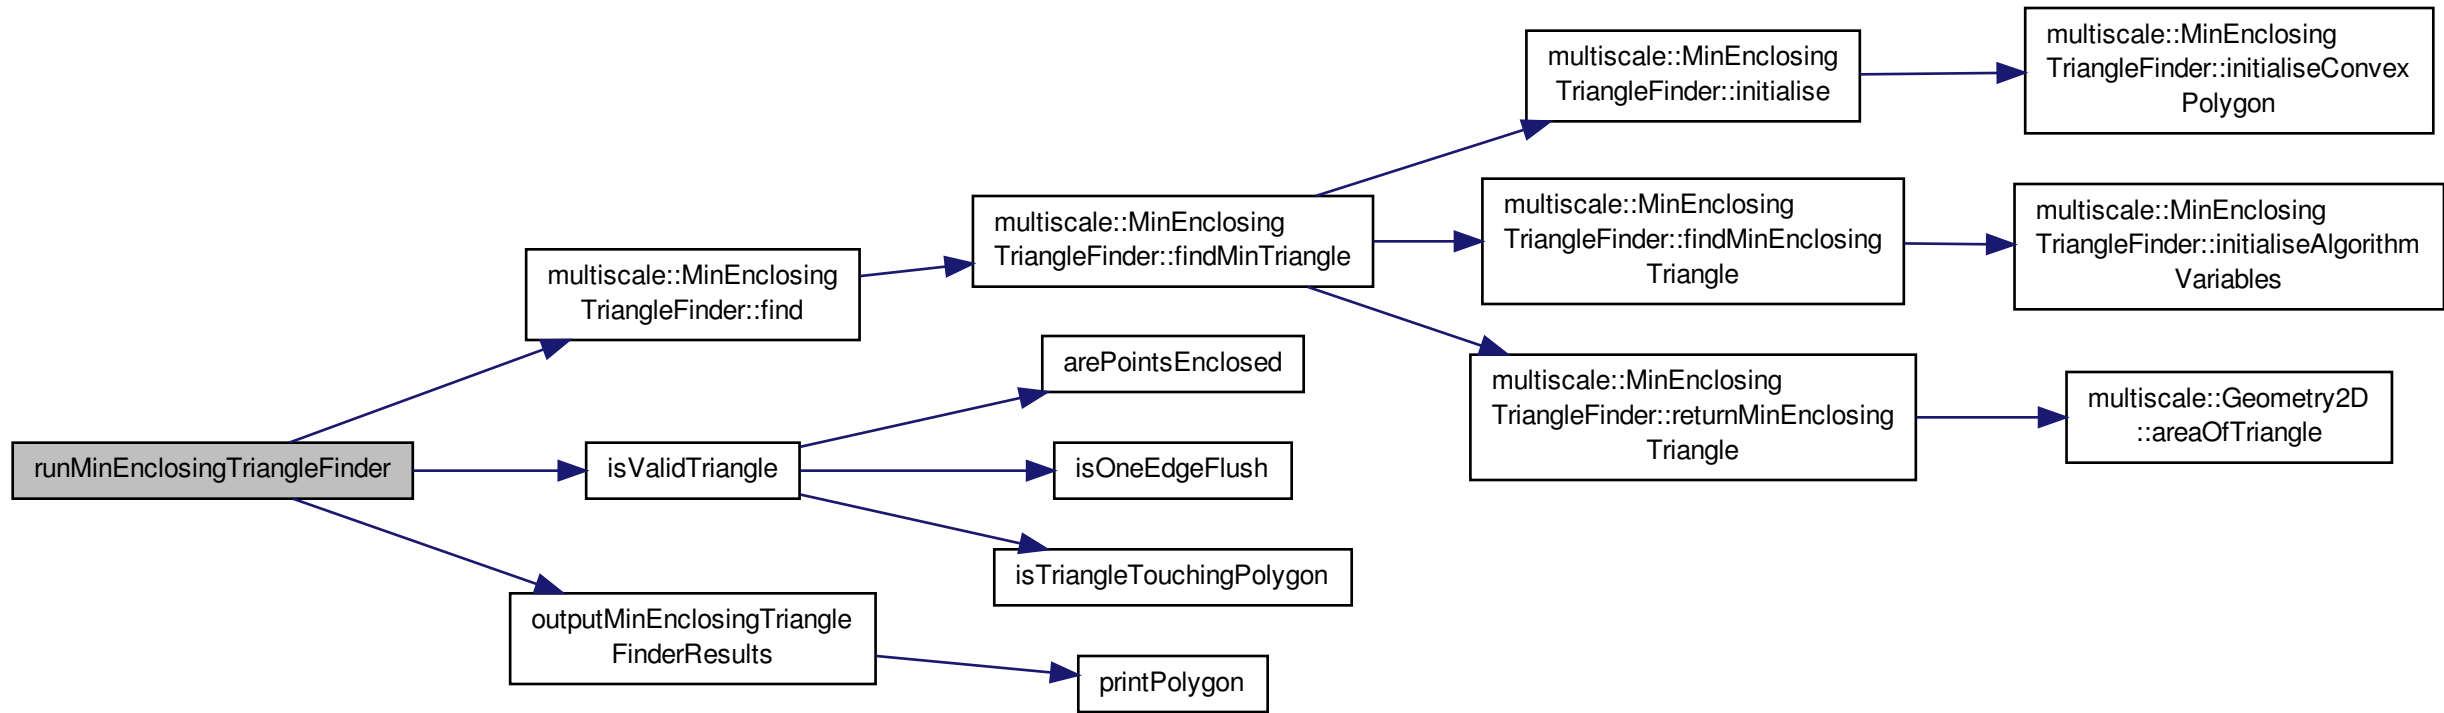 runMinEnclosingTriangleFinder
multiscale::MinEnclosing
TriangleFinder::find
isValidTriangle
outputMinEnclosingTriangle
FinderResults
multiscale::MinEnclosing
TriangleFinder::findMinTriangle
arePointsEnclosed
isOneEdgeFlush
isTriangleTouchingPolygon
printPolygon
multiscale::MinEnclosing
TriangleFinder::initialise
multiscale::MinEnclosing
TriangleFinder::findMinEnclosing
Triangle
multiscale::MinEnclosing
TriangleFinder::returnMinEnclosing
Triangle
multiscale::MinEnclosing
TriangleFinder::initialiseConvex
Polygon
multiscale::MinEnclosing
TriangleFinder::initialiseAlgorithm
Variables
multiscale::Geometry2D
::areaOfTriangle